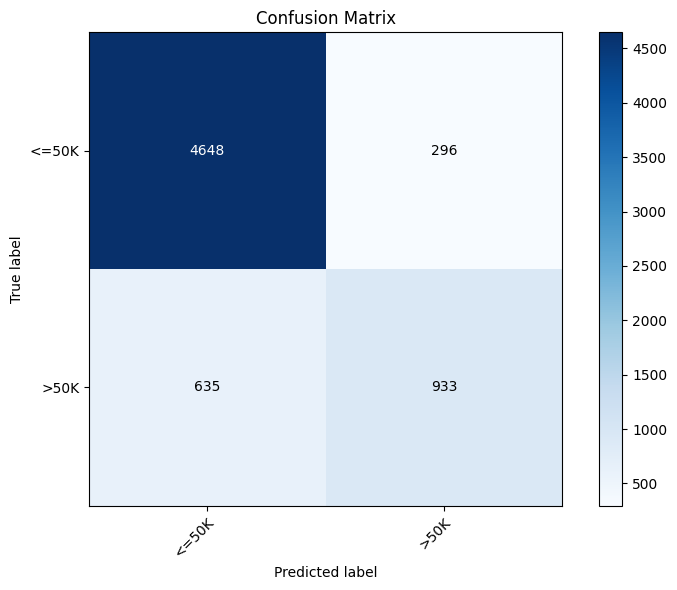 Confusion Matrix
True label
<=50K
>50K
4648
296
635
933
<=50K
>50K
Predicted label
4500
4000
3500
3000
2500
2000
1500
1000
500